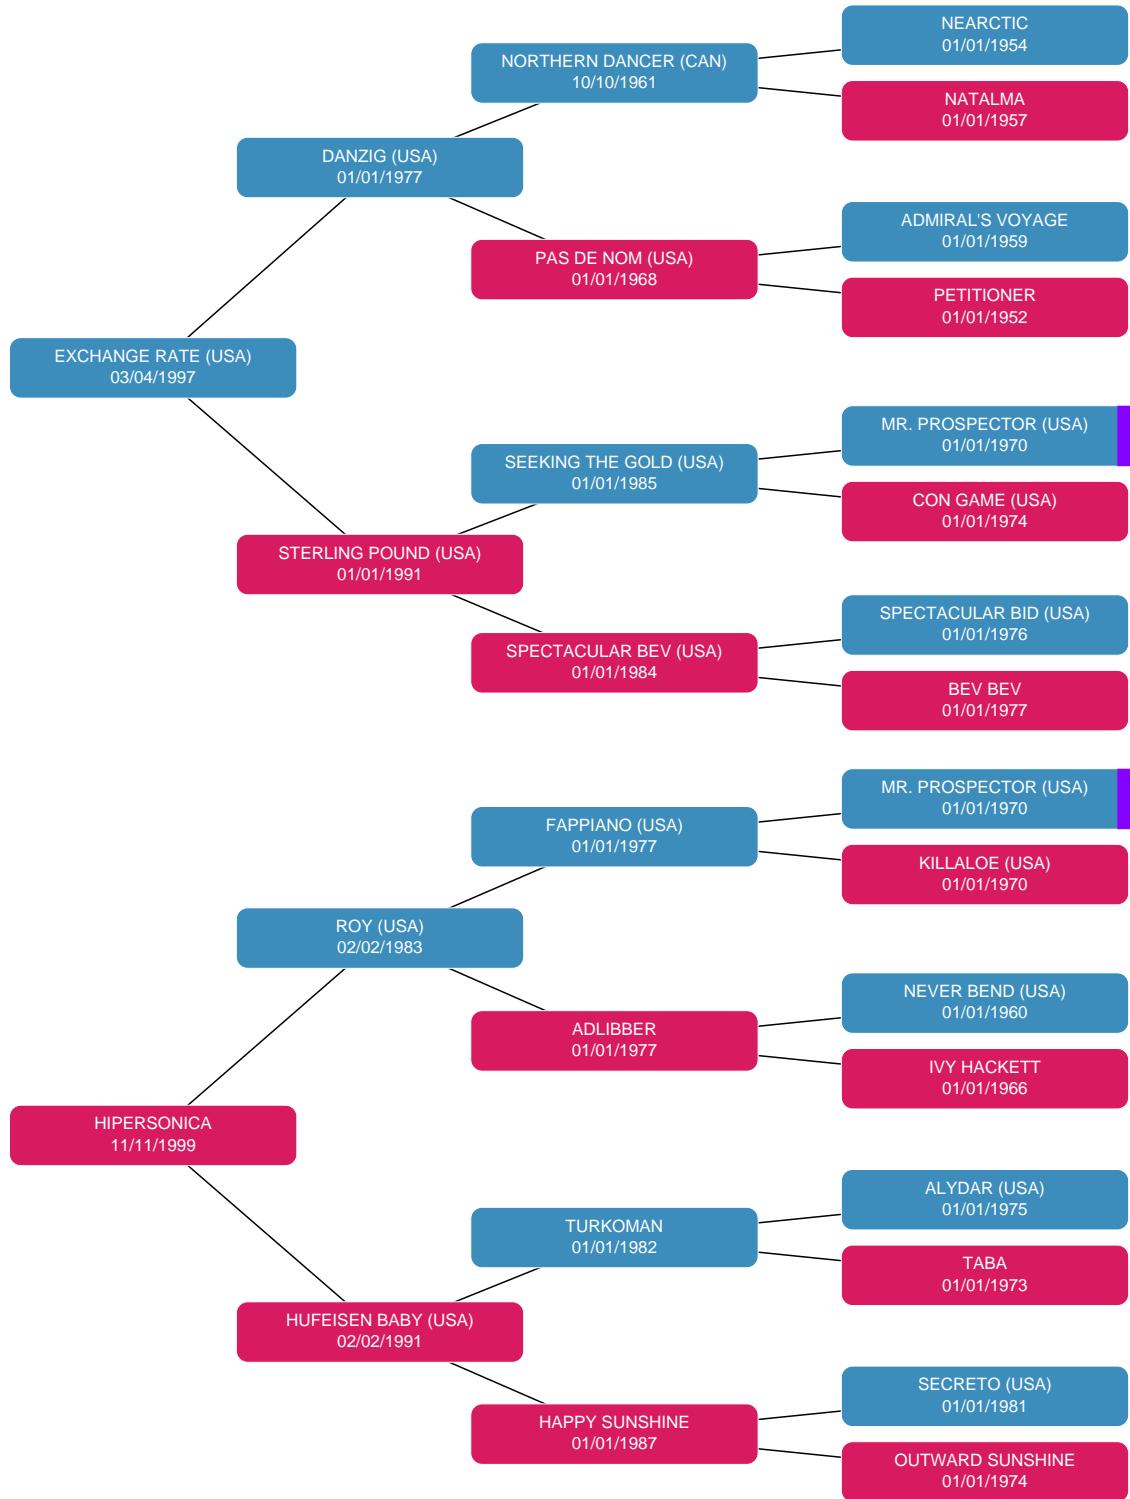 NEARCTIC
01/01/1954
NORTHERN DANCER (CAN)
10/10/1961
NATALMA
01/01/1957
DANZIG (USA)
01/01/1977
ADMIRAL'S VOYAGE
01/01/1959
PAS DE NOM (USA)
01/01/1968
PETITIONER
01/01/1952
EXCHANGE RATE (USA)
03/04/1997
MR. PROSPECTOR (USA)
01/01/1970
SEEKING THE GOLD (USA)
01/01/1985
CON GAME (USA)
01/01/1974
STERLING POUND (USA)
01/01/1991
SPECTACULAR BID (USA)
01/01/1976
SPECTACULAR BEV (USA)
01/01/1984
BEV BEV
01/01/1977
MR. PROSPECTOR (USA)
01/01/1970
FAPPIANO (USA)
01/01/1977
KILLALOE (USA)
01/01/1970
ROY (USA)
02/02/1983
NEVER BEND (USA)
01/01/1960
ADLIBBER
01/01/1977
IVY HACKETT
01/01/1966
HIPERSONICA
11/11/1999
ALYDAR (USA)
01/01/1975
TURKOMAN
01/01/1982
TABA
01/01/1973
HUFEISEN BABY (USA)
02/02/1991
SECRETO (USA)
01/01/1981
HAPPY SUNSHINE
01/01/1987
OUTWARD SUNSHINE
01/01/1974